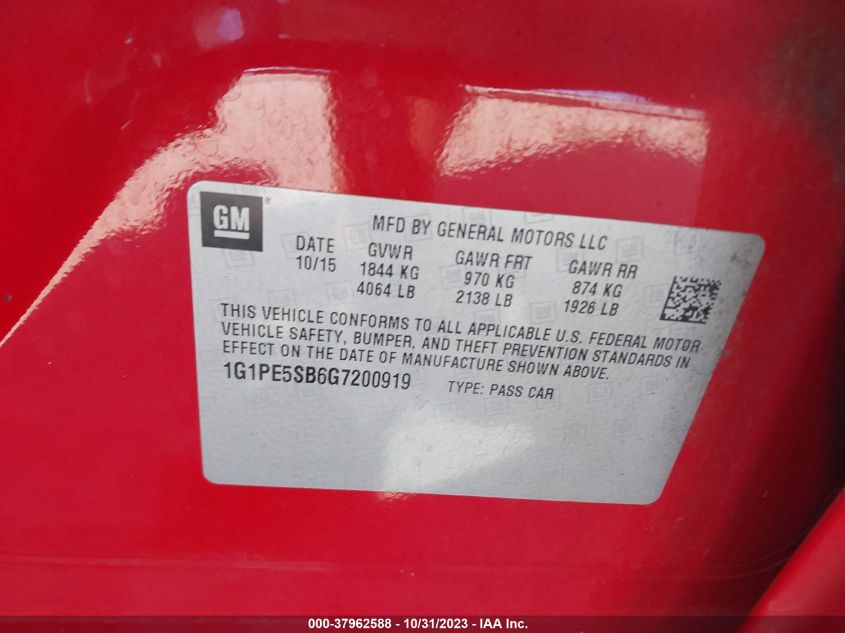 GM
MFD BY GENERAL MOTORS LLC
DATE GVWR GAWR FRT GAWR RR
10/15 1844 KG 970 KG 874 KG
4064 LB 2138 LB 1926 LB
THIS VEHICLE CONFORMS TO ALL APPLICABLE U.S. FEDERAL MOTOR
VEHICLE SAFETY, BUMPER, AND THEFT PREVENTION STANDARDS IN
EFFECT ON THE DATE OF MANUFACTURE SHOWN ABOVE.
1G1PE5SB6G7200919 TYPE: PASS CAR
000-37962588 - 10/31/2023 - IAA Inc.